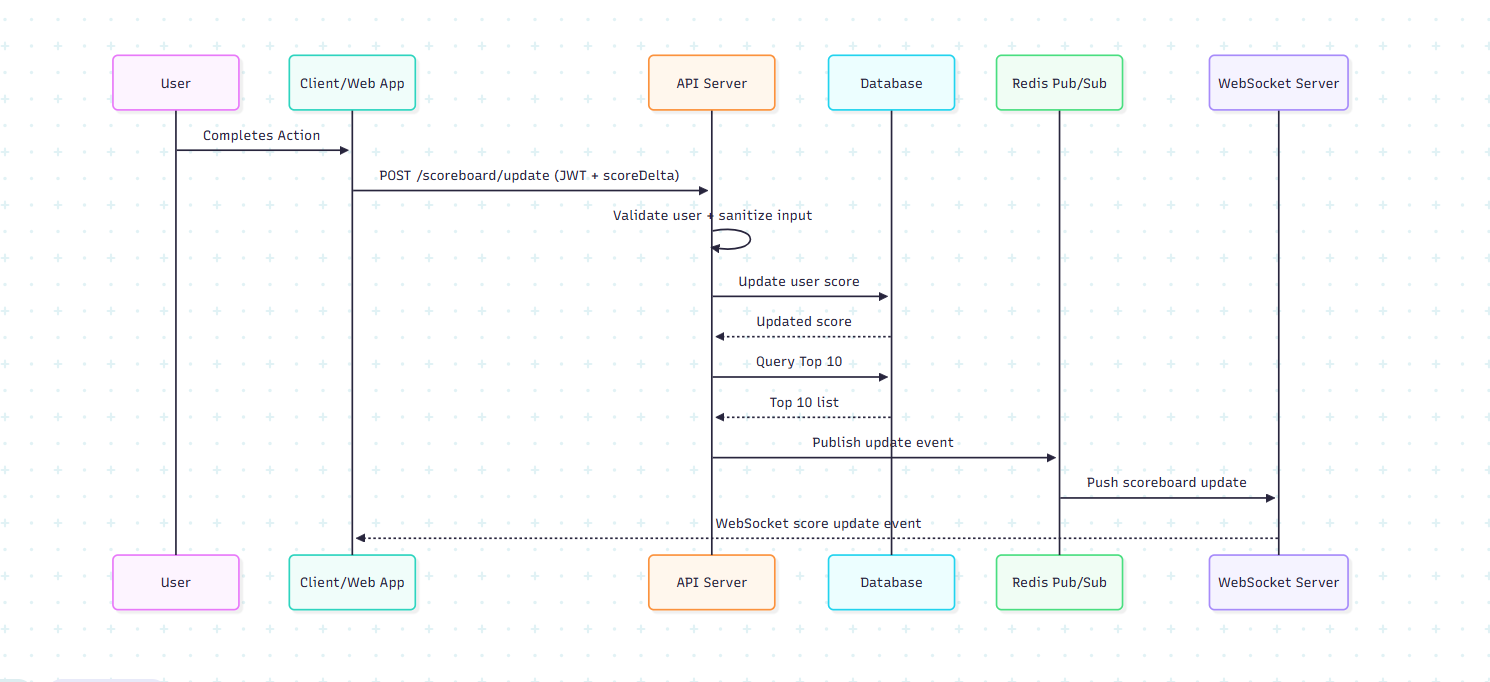 User
Client/Web App
API Server
Database
Redis Pub/Sub
WebSocket Server
Completes Action
POST /scoreboard/update (JWT + scoreDelta)
Validate user + sanitize input
Update user score
Updated score
Query Top 10
Top 10 list
Publish update event
Push scoreboard update
WebSocket score update event
User
Client/Web App
API Server
Database
Redis Pub/Sub
WebSocket Server